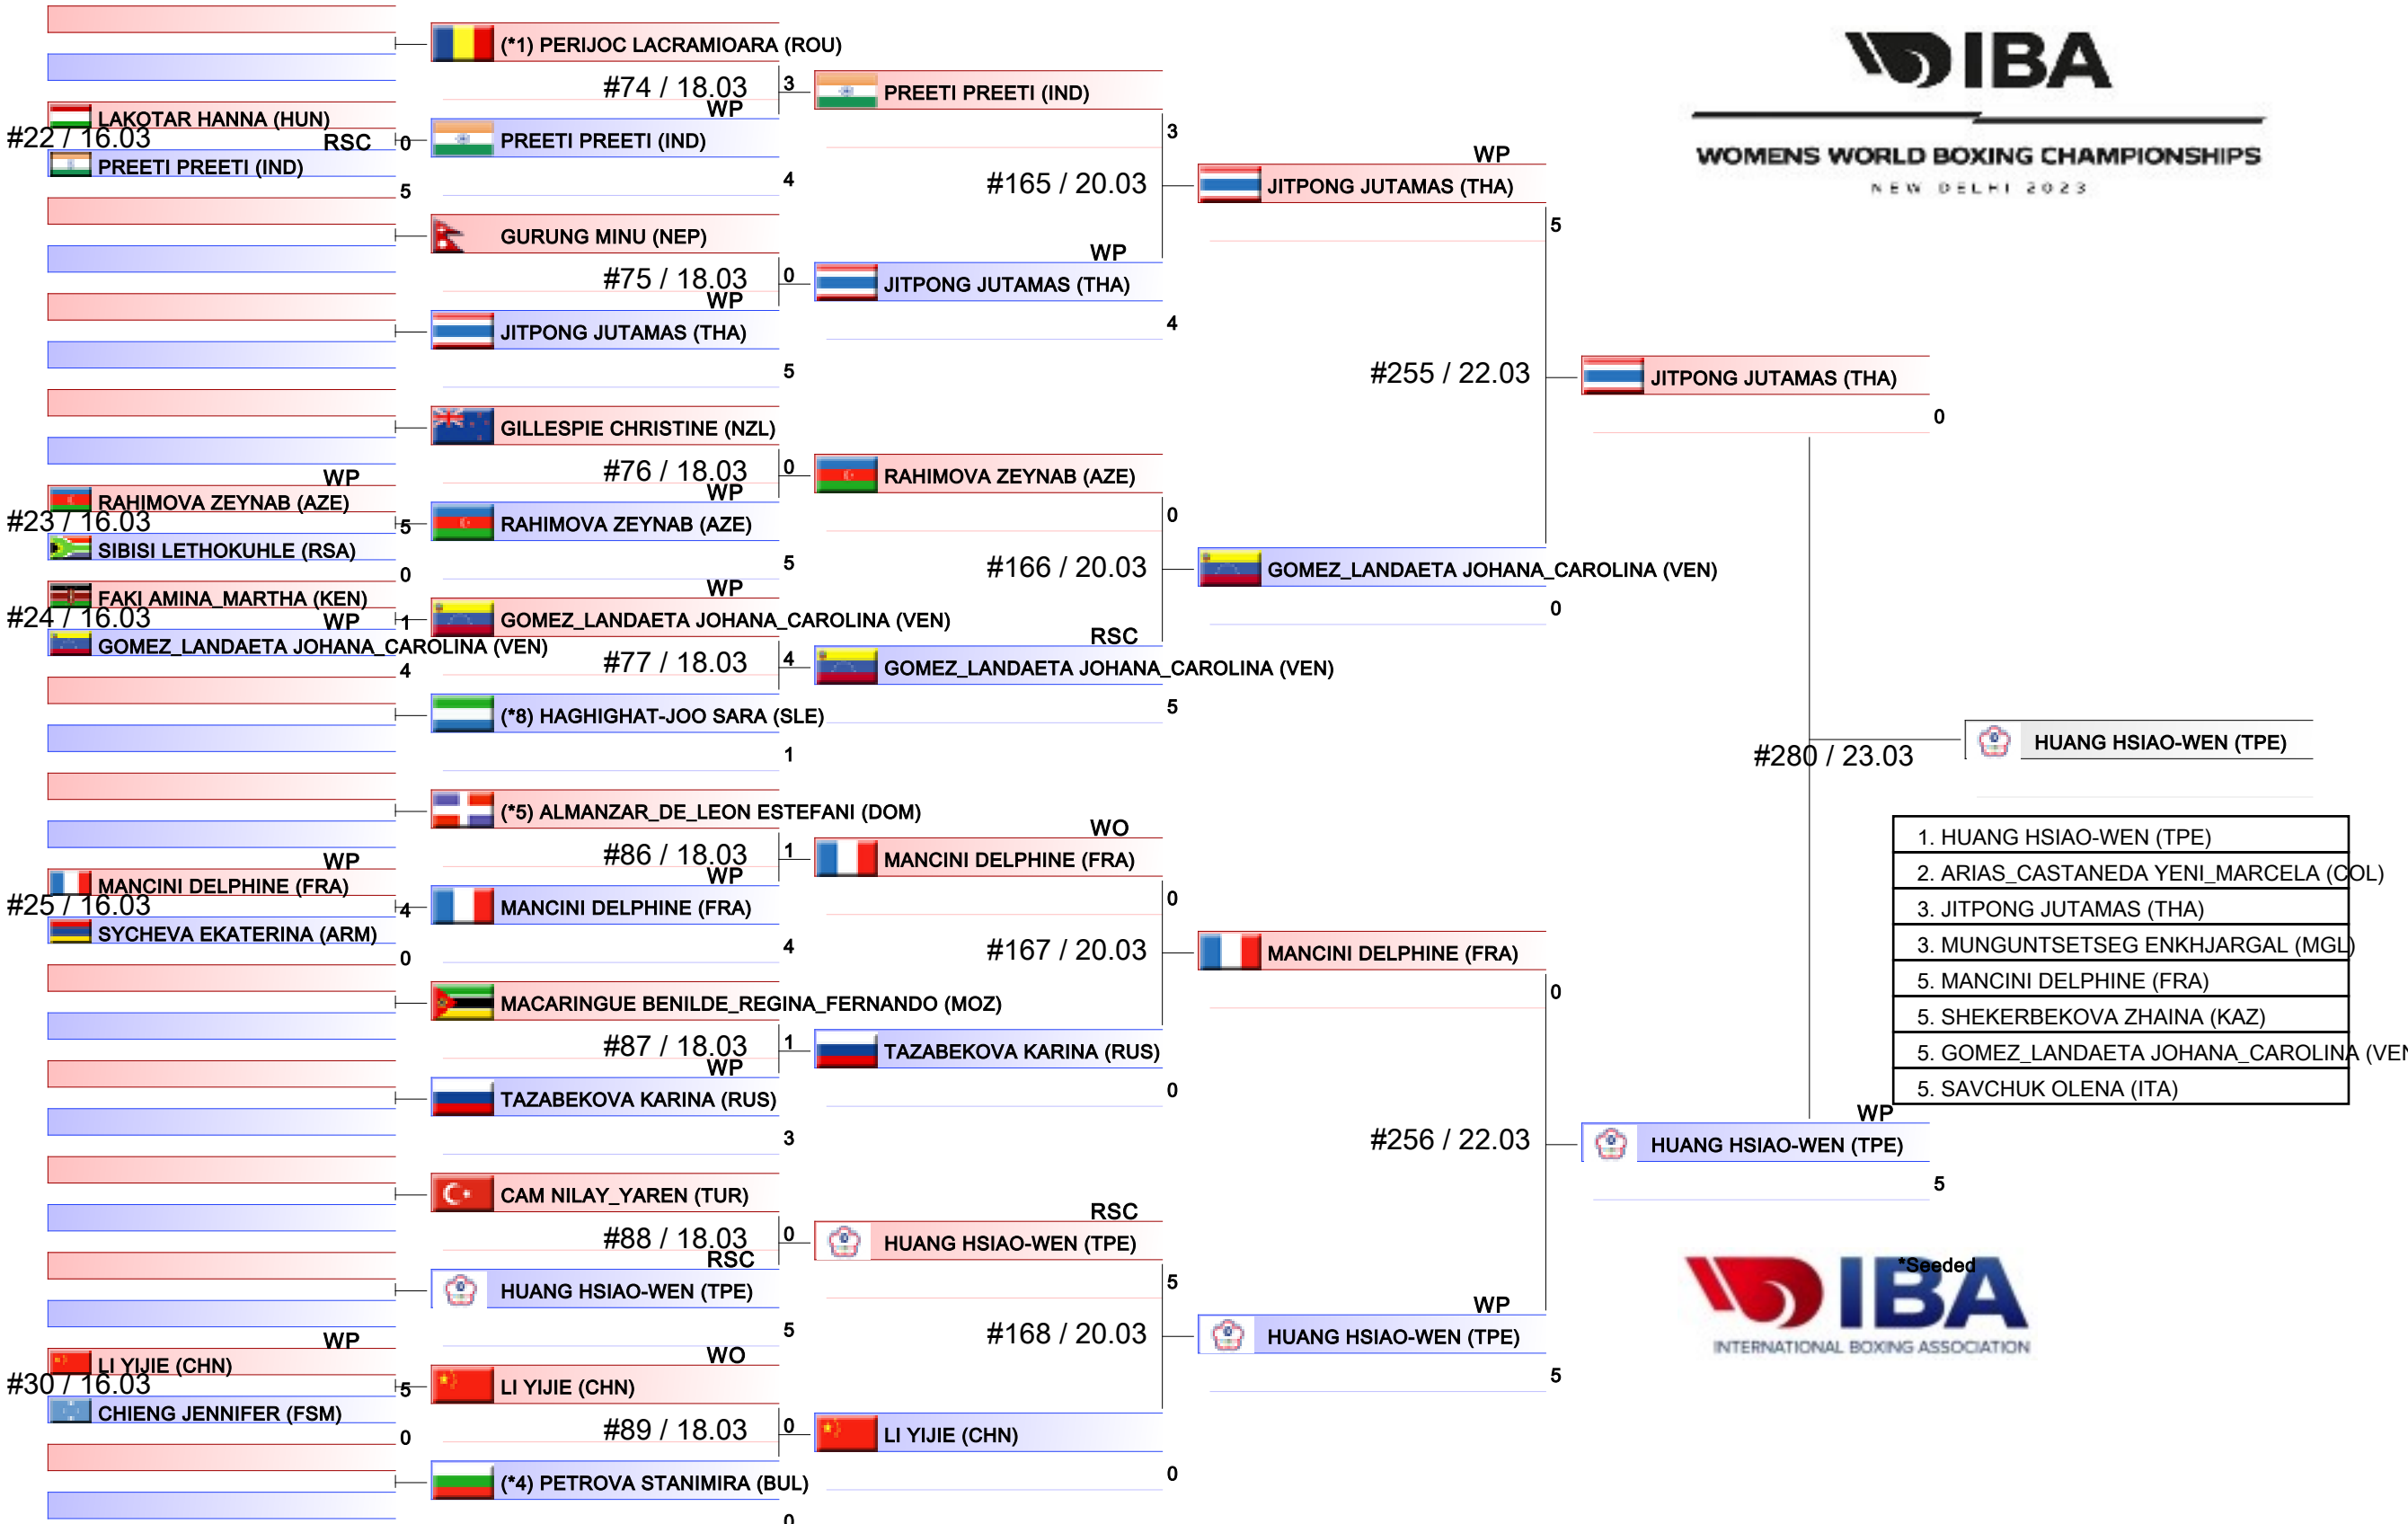 (*1) PERIJOC LACRAMIOARA (ROU)
#74 / 18.03
3
WP
PREETI PREETI (IND)
LAKOTAR HANNA (HUN)
#22 / 16.03
RSC
0
PREETI PREETI (IND)
5
PREETI PREETI (IND)
4
3
#165 / 20.03
WP
JITPONG JUTAMAS (THA)
5
GURUNG MINU (NEP)
#75 / 18.03
0
WP
WP
JITPONG JUTAMAS (THA)
4
JITPONG JUTAMAS (THA)
5
#255 / 22.03
JITPONG JUTAMAS (THA)
0
GILLESPIE CHRISTINE (NZL)
#76 / 18.03
0
WP
RAHIMOVA ZEYNAB (AZE)
0
WP
RAHIMOVA ZEYNAB (AZE)
#23 / 16.03
5
SIBISI LETHOKUHLE (RSA)
0
RAHIMOVA ZEYNAB (AZE)
5
#166 / 20.03
GOMEZ_LANDAETA JOHANA_CAROLINA (VEN)
0
FAKI AMINA_MARTHA (KEN)
#24 / 16.03
WP
1
GOMEZ_LANDAETA JOHANA_CAROLINA (VEN)
4
WP
GOMEZ_LANDAETA JOHANA_CAROLINA (VEN)
#77 / 18.03
4
RSC
GOMEZ_LANDAETA JOHANA_CAROLINA (VEN)
5
(*8) HAGHIGHAT-JOO SARA (SLE)
1
#280 / 23.03
HUANG HSIAO-WEN (TPE)
(*5) ALMANZAR_DE_LEON ESTEFANI (DOM)
#86 / 18.03
1
WP
WO
MANCINI DELPHINE (FRA)
0
WP
MANCINI DELPHINE (FRA)
#25 / 16.03
4
SYCHEVA EKATERINA (ARM)
0
MANCINI DELPHINE (FRA)
4
#167 / 20.03
MANCINI DELPHINE (FRA)
0
MACARINGUE BENILDE_REGINA_FERNANDO (MOZ)
#87 / 18.03
1
WP
TAZABEKOVA KARINA (RUS)
0
TAZABEKOVA KARINA (RUS)
3
#256 / 22.03
WP
HUANG HSIAO-WEN (TPE)
5
CAM NILAY_YAREN (TUR)
#88 / 18.03
0
RSC
RSC
HUANG HSIAO-WEN (TPE)
5
HUANG HSIAO-WEN (TPE)
5
#168 / 20.03
WP
HUANG HSIAO-WEN (TPE)
5
WP
LI YIJIE (CHN)
#30 / 16.03
5
CHIENG JENNIFER (FSM)
0
WO
LI YIJIE (CHN)
#89 / 18.03
0
LI YIJIE (CHN)
0
(*4) PETROVA STANIMIRA (BUL)
0
IBA
WOMENS WORLD BOXING CHAMPIONSHIPS
NEW DELHI 2023
1. HUANG HSIAO-WEN (TPE)
2. ARIAS_CASTANEDA YENI_MARCELA (COL)
3. JITPONG JUTAMAS (THA)
3. MUNGUNTSETSEG ENKHJARGAL (MGL)
5. MANCINI DELPHINE (FRA)
5. SHEKERBEKOVA ZHAINA (KAZ)
5. GOMEZ_LANDAETA JOHANA_CAROLINA (VEN
5. SAVCHUK OLENA (ITA)
*Seeded
IBA
INTERNATIONAL BOXING ASSOCIATION